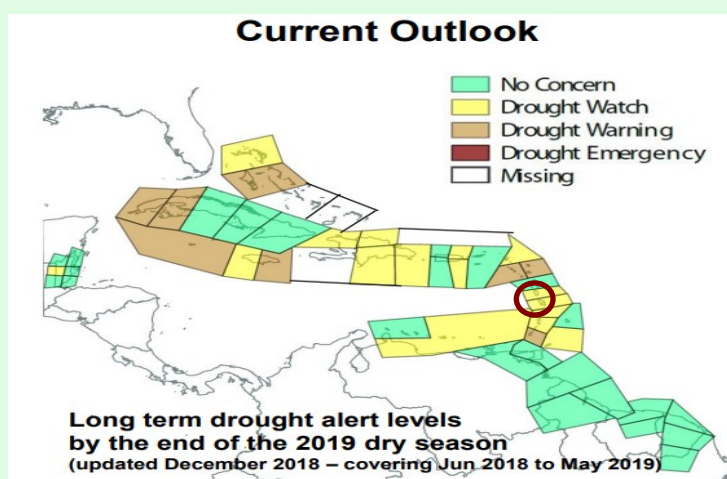 Current Outlook
No Concern
Drought Watch
Drought Warning
Drought Emergency
Missing
Long term drought alert levels
by the end of the 2019 dry season
(updated December 2018 – covering Jun 2018 to May 2019)